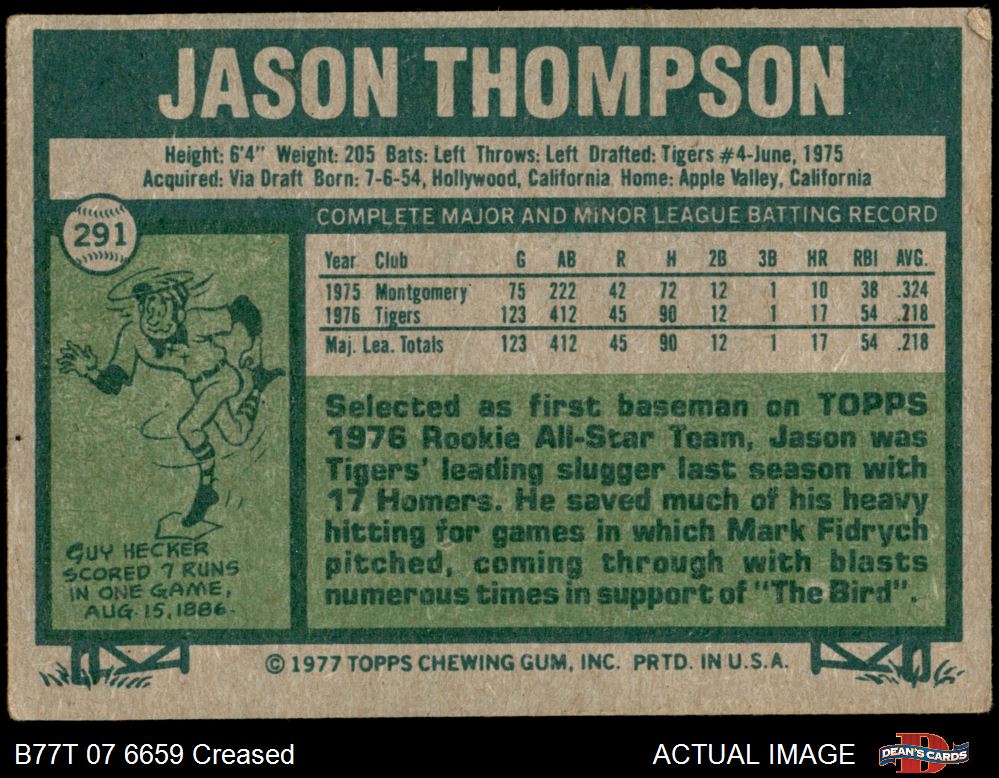 JASON THOMPSON
Height: 6'4" Weight: 205 Bats: Left Throws: Left Drafted: Tigers #4-June, 1975
Acquired: Via Draft Born: 7-6-54, Hollywood, California Home: Apple Valley, California
291
COMPLETE MAJOR AND MINOR LEAGUE BATTING RECORD
Year Club G AB R H 2B 3B HR RBI AVG.
1975 Montgomery 75 222 42 72 12 1 10 38 .324
1976 Tigers 123 412 45 90 12 1 17 54 .218
Maj. Lea. Totals 123 412 45 90 12 1 17 54 .218
Selected as first baseman on TOPPS
1976 Rookie All-Star Team, Jason was
Tigers' leading slugger last season with
17 Homers. He saved much of his heavy
hitting for games in which Mark Fidrych
pitched, coming through with blasts
numerous times in support of "The Bird".
GUY HECKER
SCORED 7 RUNS
IN ONE GAME,
AUG. 15, 1886.
© 1977 TOPPS CHEWING GUM, INC. PRTD. IN U.S.A.
B77T 07 6659 Creased
ACTUAL IMAGE
D
DEAN'S CARDS